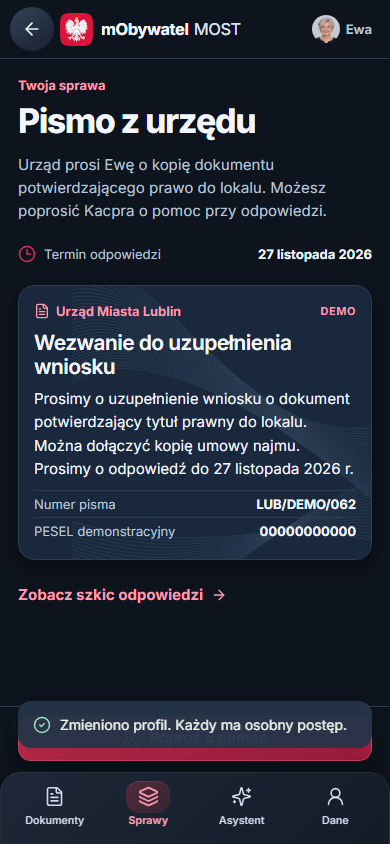 mObywatel MOST
Ewa
Twoja sprawa
Pismo z urzędu
Urząd prosi Ewę o kopię dokumentu
potwierdzającego prawo do lokalu. Możesz
poprosić Kacpra o pomoc przy odpowiedzi.
Termin odpowiedzi 27 listopada 2026
Urząd Miasta Lublin DEMO
Wezwanie do uzupełnienia
wniosku
Prosimy o uzupełnienie wniosku o dokument
potwierdzający tytuł prawny do lokalu.
Można dołączyć kopię umowy najmu.
Prosimy o odpowiedź do 27 listopada 2026 r.
Numer pisma LUB/DEMO/062
PESEL demonstracyjny 00000000000
Zobacz szkic odpowiedzi
Zmieniono profil. Każdy ma osobny postęp.
Dokumenty Sprawy Asystent Dane